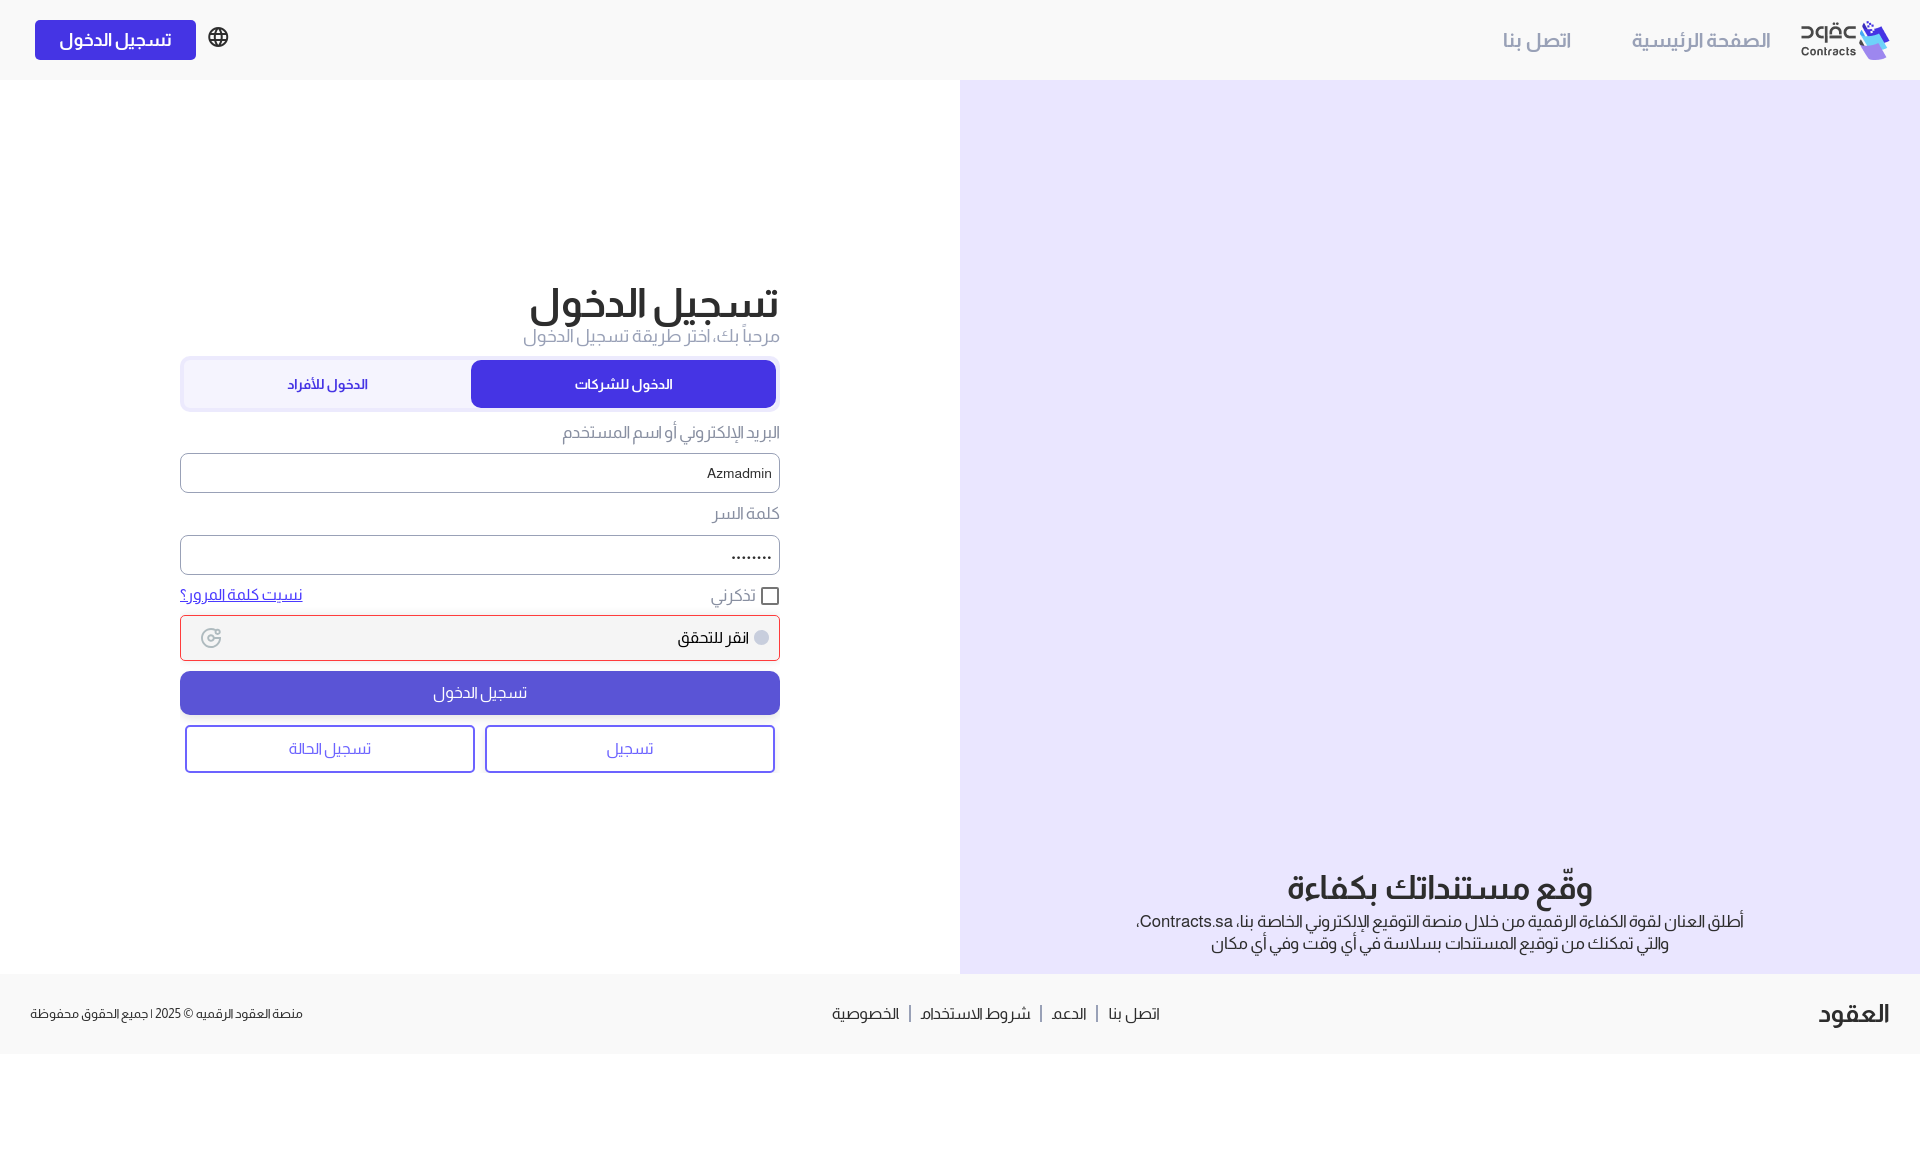 عقود
Contracts
الصفحة الرئيسية
اتصل بنا
تسجيل الدخول
تسجيل الدخول
مرحباً بك، اختر طريقة تسجيل الدخول
الدخول للشركات
الدخول للأفراد
البريد الإلكتروني أو اسم المستخدم
Azmadmin
كلمة السر
••••••••
تذكرني
نسيت كلمة المرور؟
انقر للتحقق
تسجيل الدخول
تسجيل
تسجيل الحالة
وقّع مستنداتك بكفاءة
أطلق العنان لقوة الكفاءة الرقمية من خلال منصة التوقيع الإلكتروني الخاصة بنا، Contracts.sa،
والتي تمكنك من توقيع المستندات بسلاسة في أي وقت وفي أي مكان
العقود
اتصل بنا | الدعم | شروط الاستخدام | الخصوصية
منصة العقود الرقميه © 2025 | جميع الحقوق محفوظة